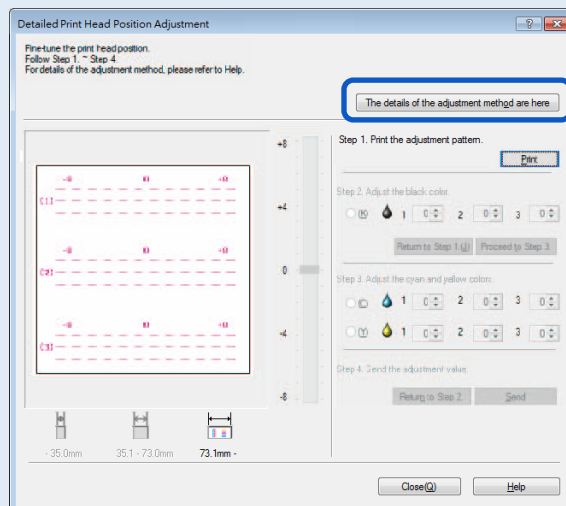 Detailed Print Head Position Adjustment
Fine-tune the print head position.
Follow Step 1. ~ Step 4.
For details of the adjustment method, please refer to Help.
The details of the adjustment method are here
Step 1. Print the adjustment pattern.
Print
Step 2. Adjust the black color.
(K) 1 0 2 0 3 0
Return to Step 1.(J) Proceed to Step 3.
Step 3. Adjust the cyan and yellow colors.
(C) 1 0 2 0 3 0
(Y) 1 0 2 0 3 0
Step 4. Send the adjustment value.
Return to Step 2. Send
+8
+4
0
-4
-8
-8 0 +8
[1]
-8 0 +8
[2]
-8 0 +8
[3]
- 35.0mm 35.1 - 73.0mm 73.1mm -
Close(Q) Help